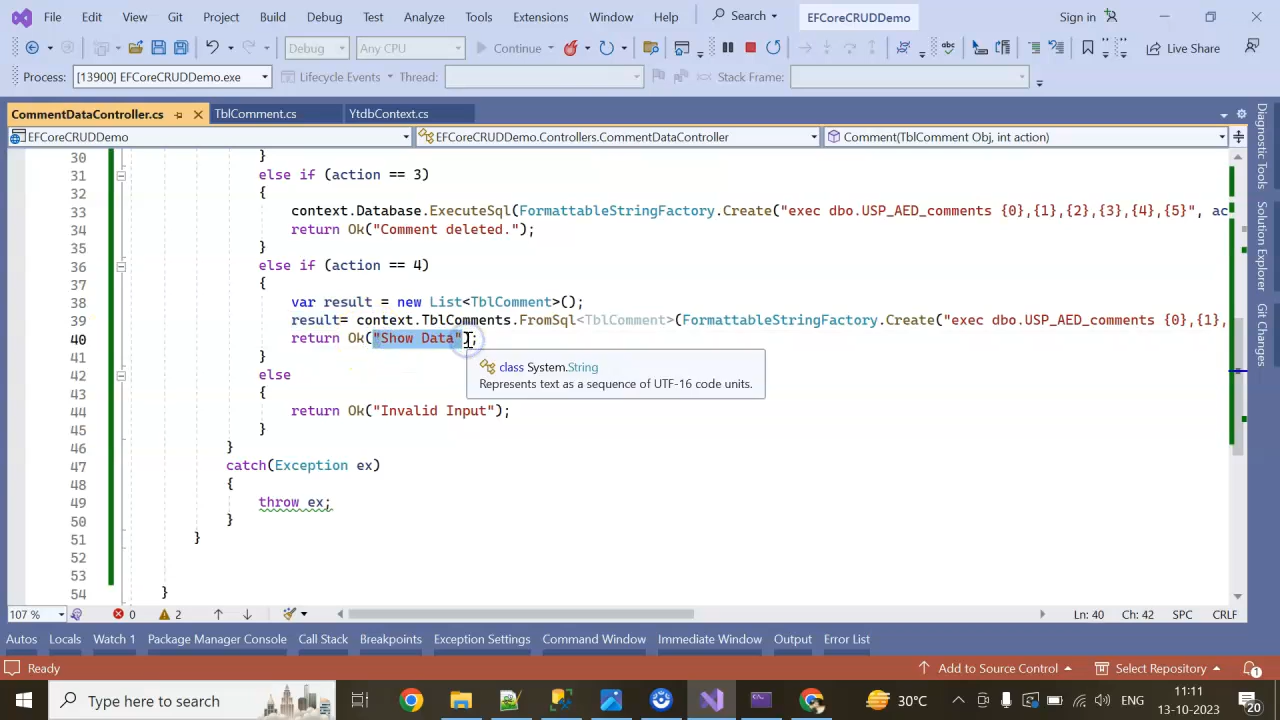 File Edit View Git Project Build Debug Test Analyze Tools Extensions Window Help Search EFCoreCRUDDemo Sign in
Debug Any CPU Continue Live Share
Process: [13900] EFCoreCRUDDemo.exe Lifecycle Events Thread: Stack Frame:
CommentDataController.cs TblComment.cs YtdbContext.cs
EFCoreCRUDDemo EFCoreCRUDDemo.Controllers.CommentDataController Comment(TblComment Obj, int action)
30 }
31 else if (action == 3)
32 {
33 context.Database.ExecuteSql(FormattableStringFactory.Create("exec dbo.USP_AED_comments {0},{1},{2},{3},{4},{5}", ac
34 return Ok("Comment deleted.");
35 }
36 else if (action == 4)
37 {
38 var result = new List<TblComment>();
39 result= context.TblComments.FromSql<TblComment>(FormattableStringFactory.Create("exec dbo.USP_AED_comments {0},{1},
40 return Ok("Show Data");
41 }
42 else
43 {
44 return Ok("Invalid Input");
45 }
46 }
47 catch(Exception ex)
48 {
49 throw ex;
50 }
51 }
52
53
54 }
class System.String
Represents text as a sequence of UTF-16 code units.
Diagnostic Tools
Solution Explorer
Git Changes
107 % 0 2 Ln: 40 Ch: 42 SPC CRLF
Autos Locals Watch 1 Package Manager Console Call Stack Breakpoints Exception Settings Command Window Immediate Window Output Error List
Ready Add to Source Control Select Repository 1
Type here to search 30°C ENG 11:11
13-10-2023 20